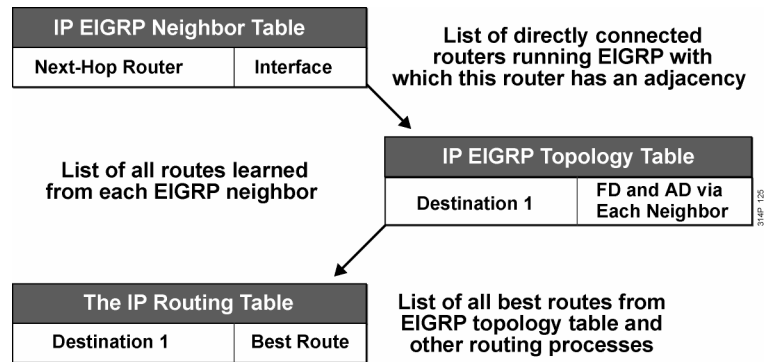 IP EIGRP Neighbor Table
Next-Hop Router
Interface
List of directly connected
routers running EIGRP with
which this router has an adjacency
List of all routes learned
from each EIGRP neighbor
IP EIGRP Topology Table
Destination 1
FD and AD via
Each Neighbor
314P_125
The IP Routing Table
Destination 1
Best Route
List of all best routes from
EIGRP topology table and
other routing processes